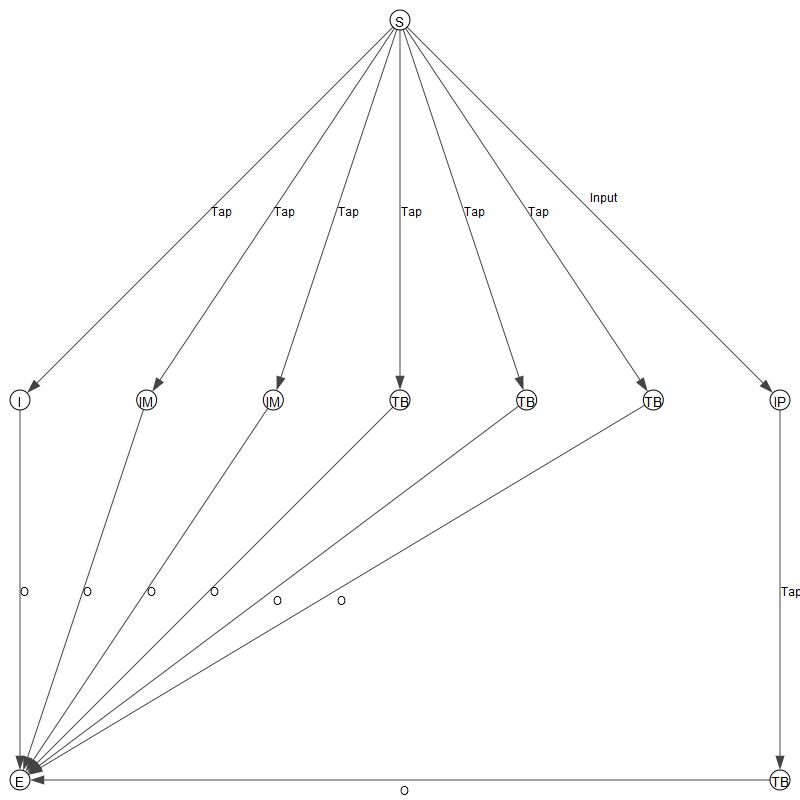 S
Tap Tap Tap Tap Tap Tap Input
I IM IM TB TB TB IP
O O O O O O Tap
E TB
O